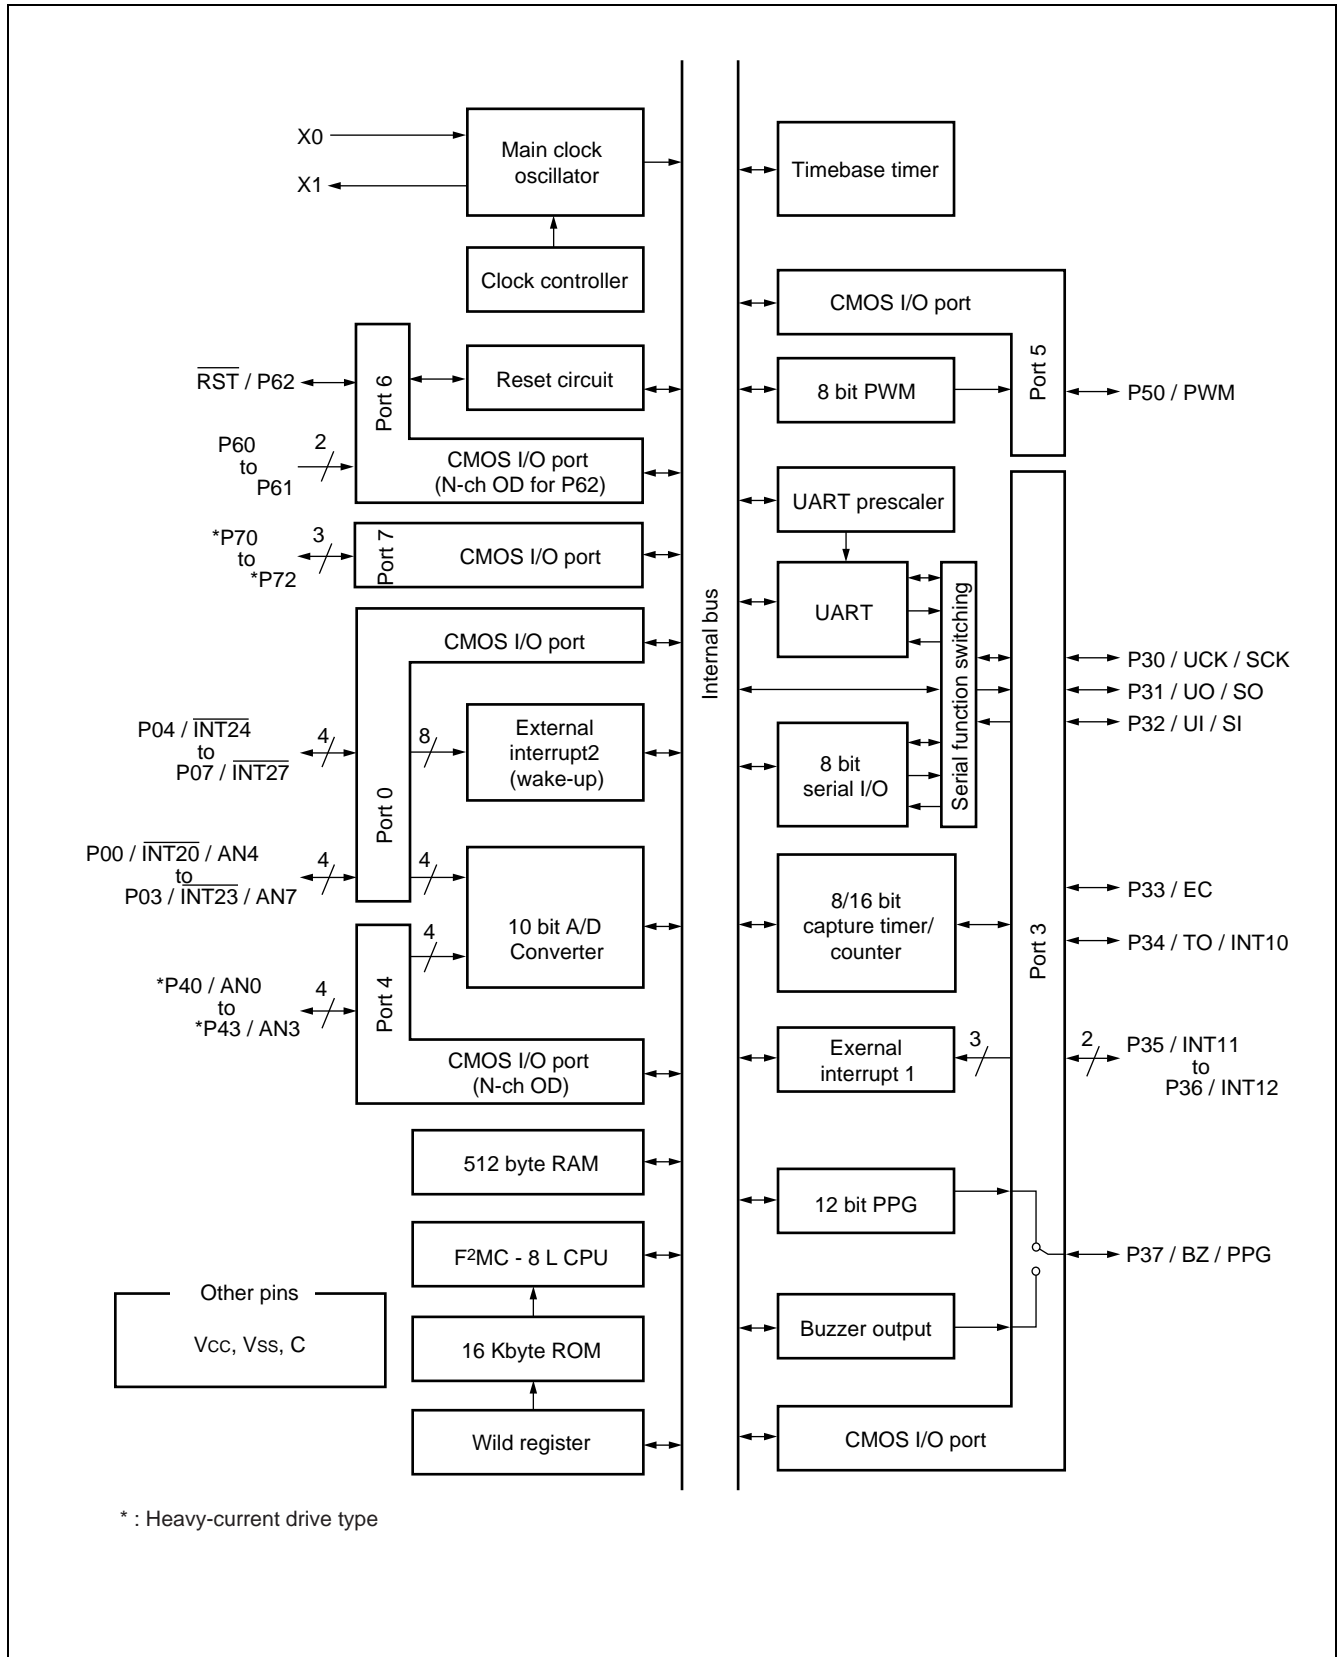 X0
X1
Main clock
oscillator
Clock controller
RST / P62
Port 6
Reset circuit
P60
to
P61
2
CMOS I/O port
(N-ch OD for P62)
*P70
to
*P72
3
Port 7
CMOS I/O port
CMOS I/O port
Port 0
P04 / INT24
to
P07 / INT27
4
8
External
interrupt2
(wake-up)
P00 / INT20 / AN4
to
P03 / INT23 / AN7
4
4
10 bit A/D
Converter
4
Port 4
*P40 / AN0
to
*P43 / AN3
4
CMOS I/O port
(N-ch OD)
512 byte RAM
F²MC - 8 L CPU
16 Kbyte ROM
Wild register
Other pins
VCC, VSS, C
* : Heavy-current drive type
Internal bus
Timebase timer
CMOS I/O port
Port 5
8 bit PWM
P50 / PWM
UART prescaler
UART
Serial function switching
8 bit
serial I/O
Port 3
P30 / UCK / SCK
P31 / UO / SO
P32 / UI / SI
8/16 bit
capture timer/
counter
P33 / EC
P34 / TO / INT10
Exernal
interrupt 1
3
2
P35 / INT11
to
P36 / INT12
12 bit PPG
P37 / BZ / PPG
Buzzer output
CMOS I/O port